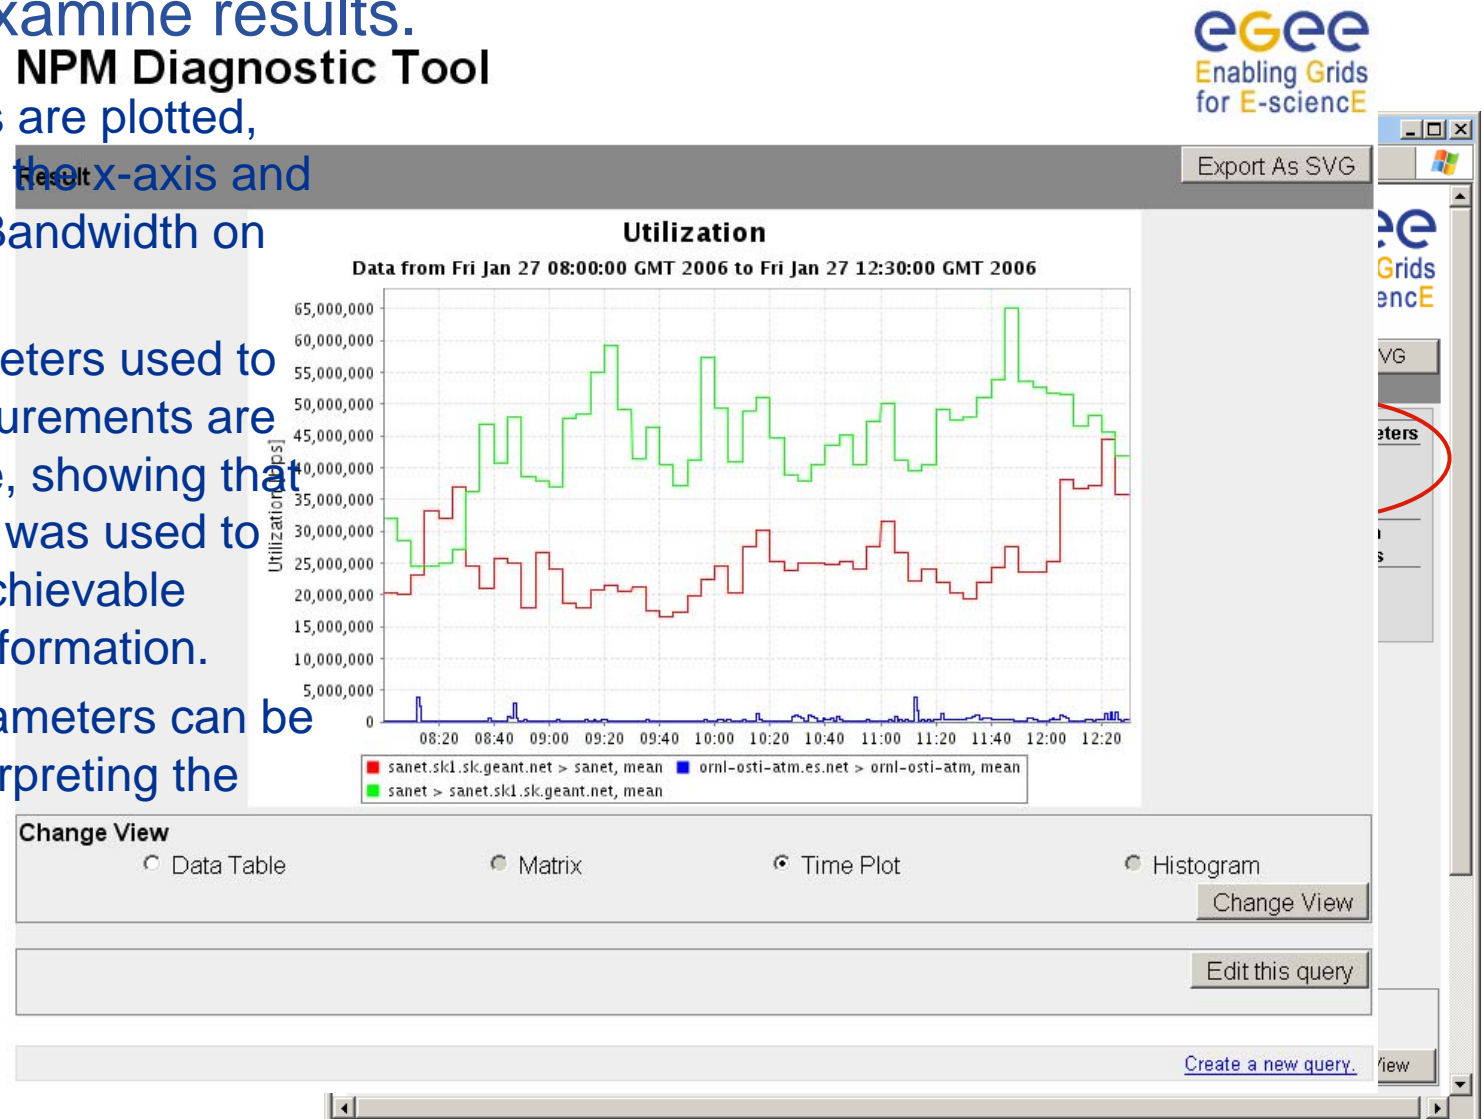 xamine results.
NPM Diagnostic Tool
egee
Enabling Grids
for E-sciencE
s are plotted,
the x-axis and
Bandwidth on
Result
Export As SVG
Utilization
Data from Fri Jan 27 08:00:00 GMT 2006 to Fri Jan 27 12:30:00 GMT 2006
65,000,000
60,000,000
55,000,000
50,000,000
45,000,000
40,000,000
35,000,000
30,000,000
25,000,000
20,000,000
15,000,000
10,000,000
5,000,000
0
08:20 08:40 09:00 09:20 09:40 10:00 10:20 10:40 11:00 11:20 11:40 12:00 12:20
sanet.sk1.sk.geant.net > sanet, mean ornl-osti-atm.es.net > ornl-osti-atm, mean
sanet > sanet.sk1.sk.geant.net, mean
eters used to
urements are
e, showing that
was used to
chievable
formation.
ameters can be
rpreting the
Change View
Data Table Matrix Time Plot Histogram
Change View
Edit this query
Create a new query.
ee
Grids
encE
VG
eters
s
View